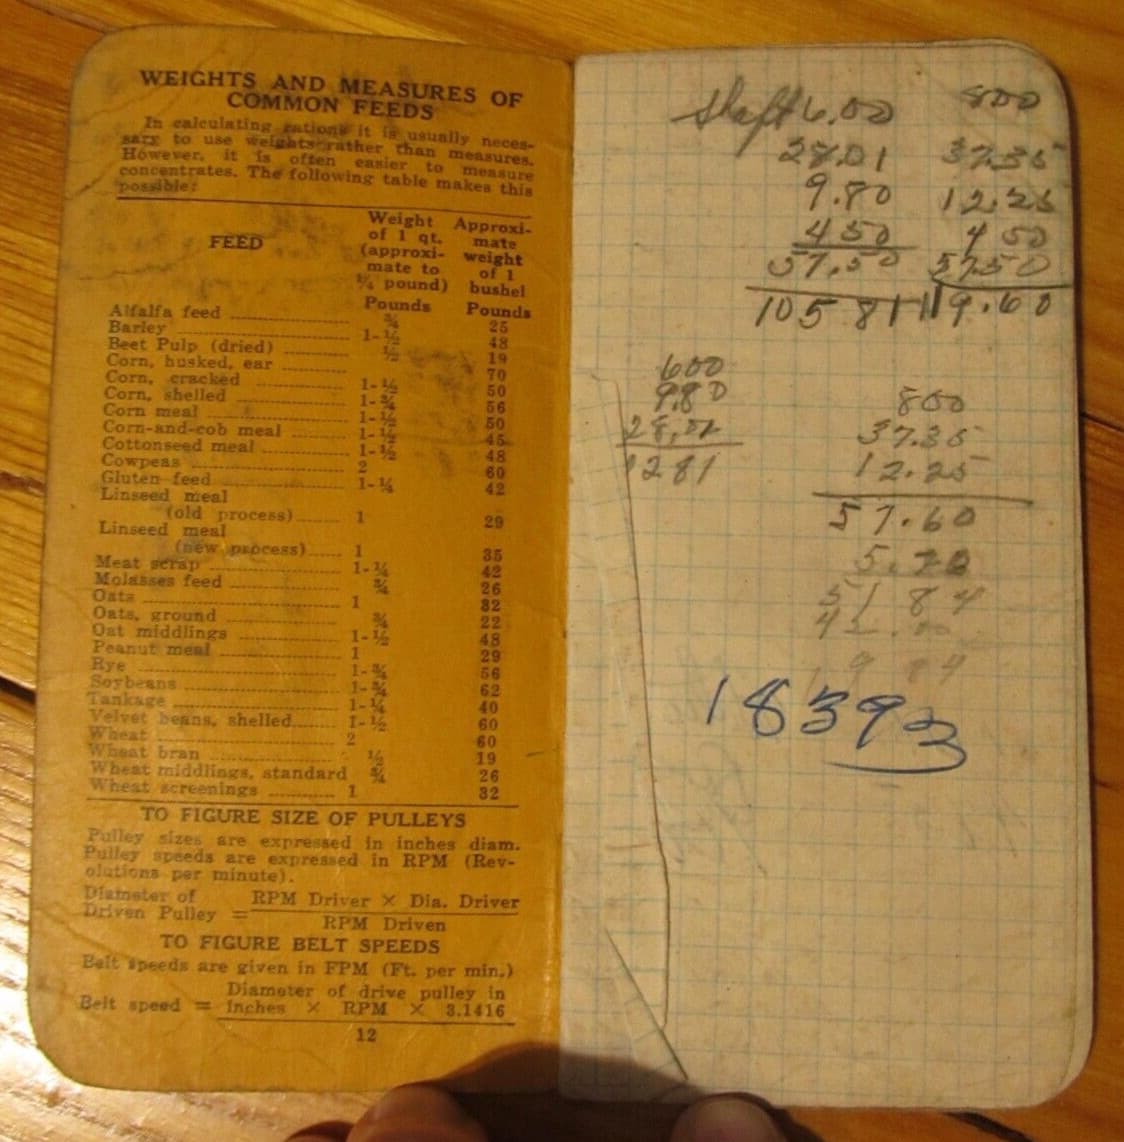 WEIGHTS AND MEASURES OF
COMMON FEEDS
In calculating rations it is usually neces-
sary to use weights rather than measures.
However, it is often easier to measure
concentrates. The following table makes this
possible:
FEED
Weight of 1 qt. (approxi- mate to ¼ pound)
Approxi- mate weight of 1 bushel
Pounds Pounds
Alfalfa feed ¾ 25
Barley 1-½ 48
Beet Pulp (dried) ½ 19
Corn, husked, ear 70
Corn, cracked 1-½ 50
Corn, shelled 1-¾ 56
Corn meal 1-½ 50
Corn-and-cob meal 1-½ 45
Cottonseed meal 1-½ 48
Cowpeas 2 60
Gluten feed 1-¼ 42
Linseed meal
(old process) 1 29
Linseed meal
(new process) 1 35
Meat scrap 1-¼ 42
Molasses feed ¾ 26
Oats 1 32
Oats, ground ¾ 22
Oat middlings 1-½ 48
Peanut meal 1 29
Rye 1-¾ 56
Soybeans 1-¾ 62
Tankage 1-¼ 40
Velvet beans, shelled 1-½ 60
Wheat 2 60
Wheat bran ½ 19
Wheat middlings, standard ¾ 26
Wheat screenings 1 32
TO FIGURE SIZE OF PULLEYS
Pulley sizes are expressed in inches diam.
Pulley speeds are expressed in RPM (Rev-
olutions per minute).
Diameter of Driven Pulley = RPM Driver × Dia. Driver
RPM Driven
TO FIGURE BELT SPEEDS
Belt speeds are given in FPM (Ft. per min.)
Diameter of drive pulley in
Belt speed = inches × RPM × 3.1416
12
shaft 6.00 800
28.01 37.35
9.80 12.25
450 450
57.50 57.50
105 81 119.60
600
9.80
28.01
1281
800
37.35
12.25
57.60
5.72
51 84
18393